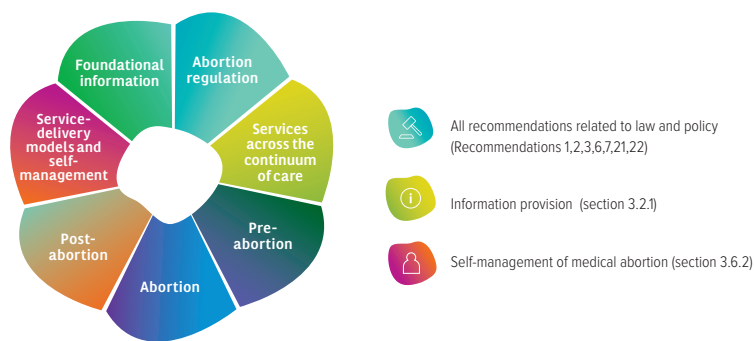 Foundational
information
Abortion
regulation
Services
across the
continuum
of care
Pre-
abortion
Abortion
Post-
abortion
Service-
delivery
models and
self-
management
All recommendations related to law and policy
(Recommendations 1,2,3,6,7,21,22)
Information provision (section 3.2.1)
Self-management of medical abortion (section 3.6.2)